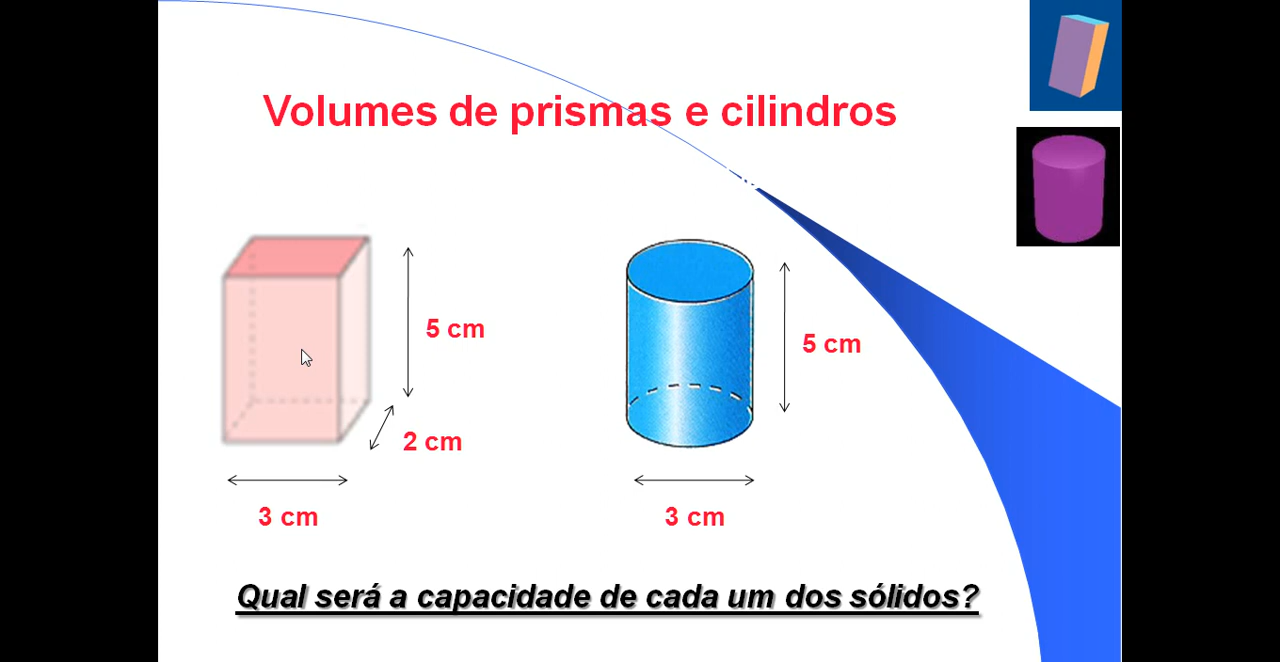 Volumes de prismas e cilindros
5 cm
2 cm
3 cm
5 cm
3 cm
Qual será a capacidade de cada um dos sólidos?